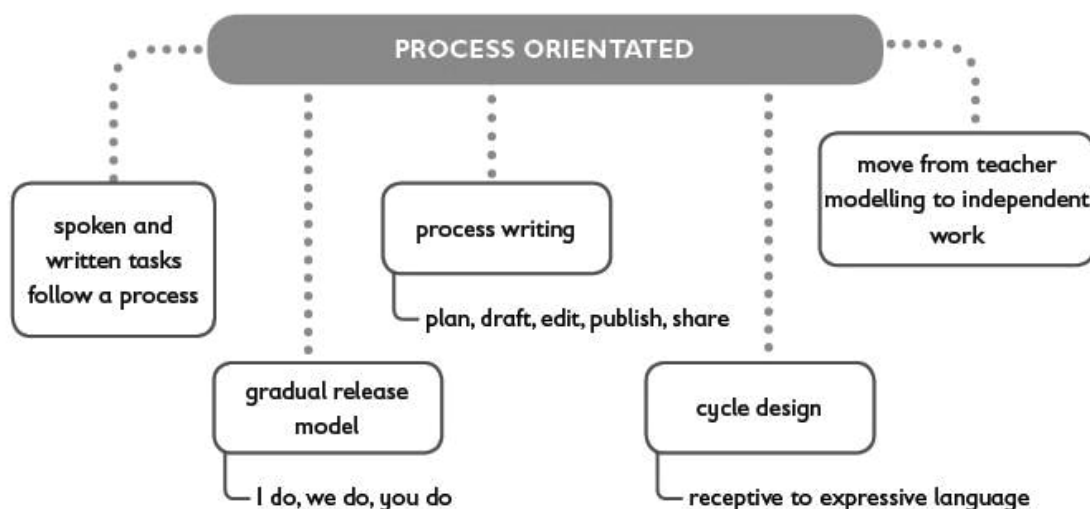 PROCESS ORIENTATED
spoken and
written tasks
follow a process
gradual release
model
I do, we do, you do
process writing
plan, draft, edit, publish, share
cycle design
receptive to expressive language
move from teacher
modelling to independent
work